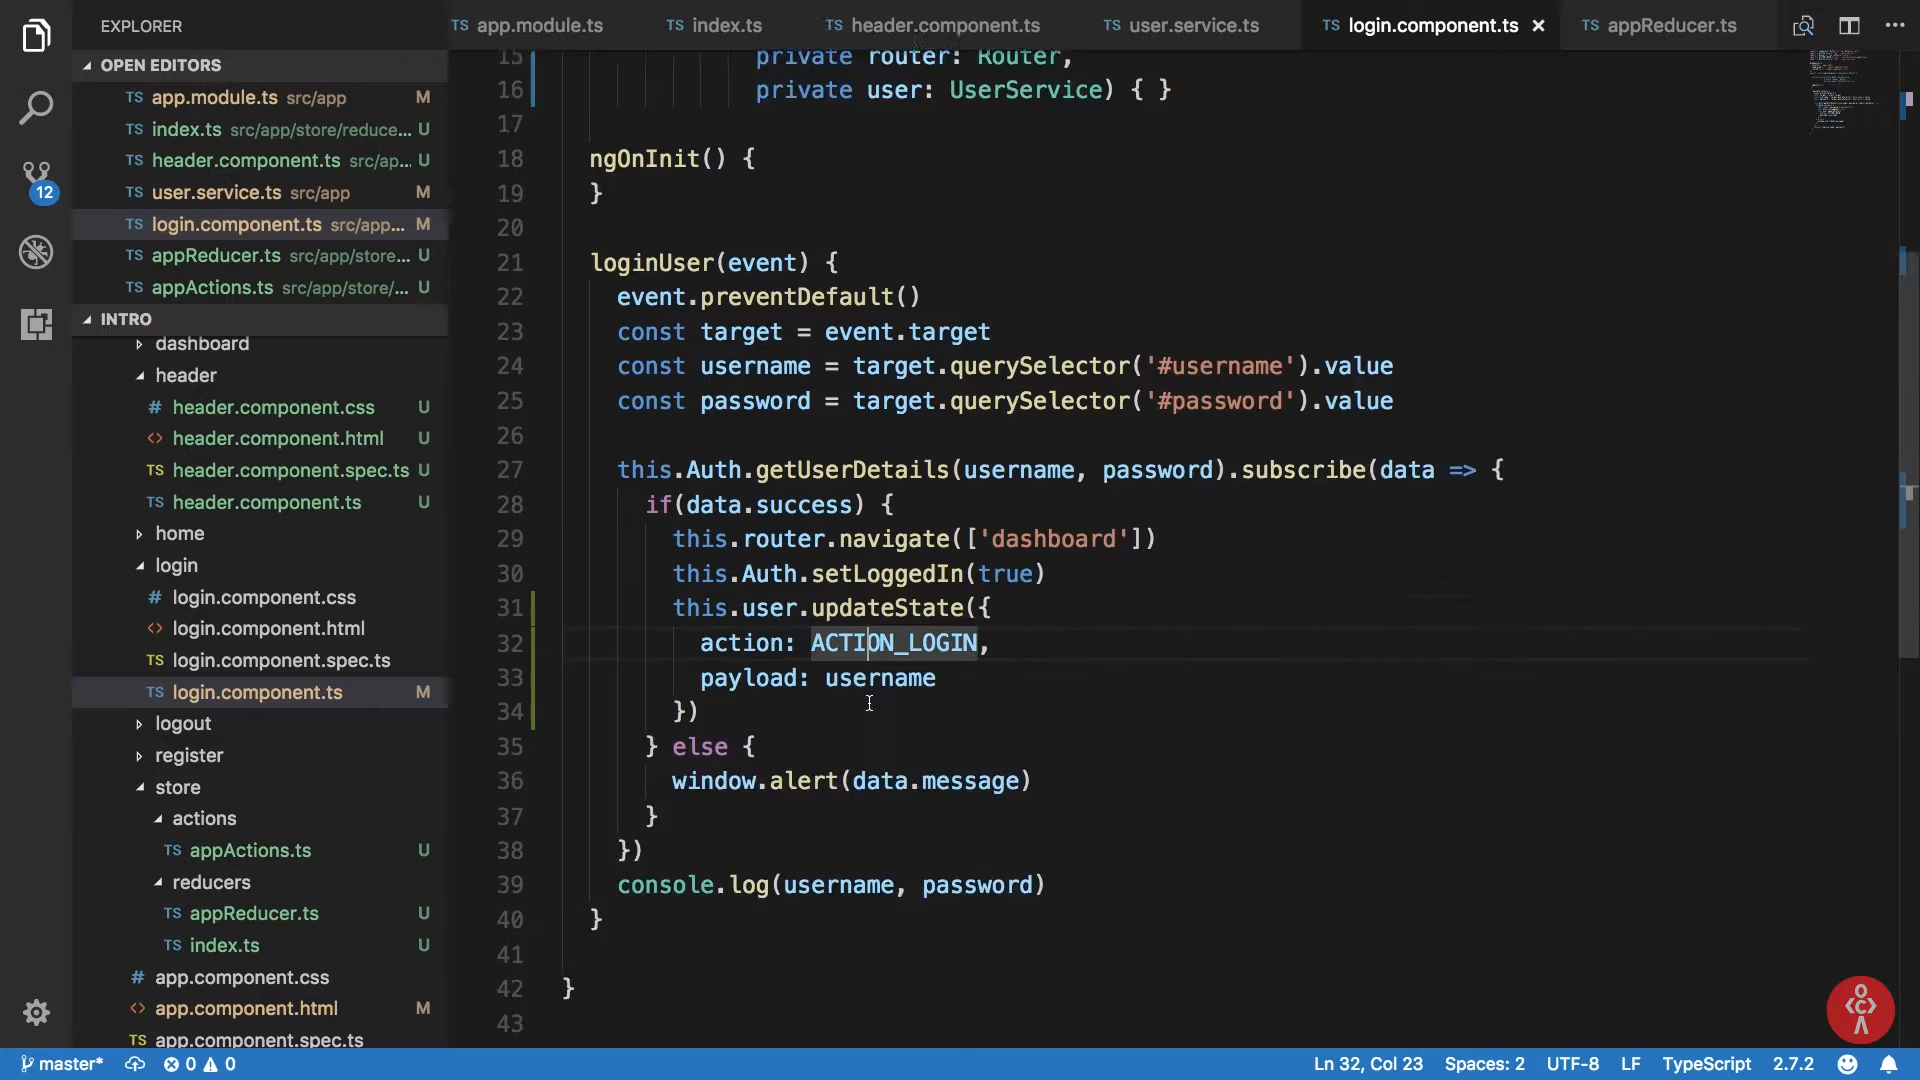 EXPLORER
OPEN EDITORS
TS app.module.ts src/app M
TS index.ts src/app/store/reduce... U
TS header.component.ts src/ap... U
TS user.service.ts src/app M
TS login.component.ts src/app... M
TS appReducer.ts src/app/store... U
TS appActions.ts src/app/store/... U
INTRO
dashboard
header
# header.component.css U
<> header.component.html U
TS header.component.spec.ts U
TS header.component.ts U
home
login
# login.component.css
<> login.component.html
TS login.component.spec.ts
TS login.component.ts M
logout
register
store
actions
TS appActions.ts U
reducers
TS appReducer.ts U
TS index.ts U
# app.component.css
<> app.component.html M
TS app.component.spec.ts
12
TS app.module.ts TS index.ts TS header.component.ts TS user.service.ts TS login.component.ts × TS appReducer.ts
15 private router: Router,
16 private user: UserService) { }
17
18 ngOnInit() {
19 }
20
21 loginUser(event) {
22 event.preventDefault()
23 const target = event.target
24 const username = target.querySelector('#username').value
25 const password = target.querySelector('#password').value
26
27 this.Auth.getUserDetails(username, password).subscribe(data => {
28 if(data.success) {
29 this.router.navigate(['dashboard'])
30 this.Auth.setLoggedIn(true)
31 this.user.updateState({
32 action: ACTION_LOGIN,
33 payload: username
34 })
35 } else {
36 window.alert(data.message)
37 }
38 })
39 console.log(username, password)
40 }
41
42 }
43
master* 0 0 Ln 32, Col 23 Spaces: 2 UTF-8 LF TypeScript 2.7.2